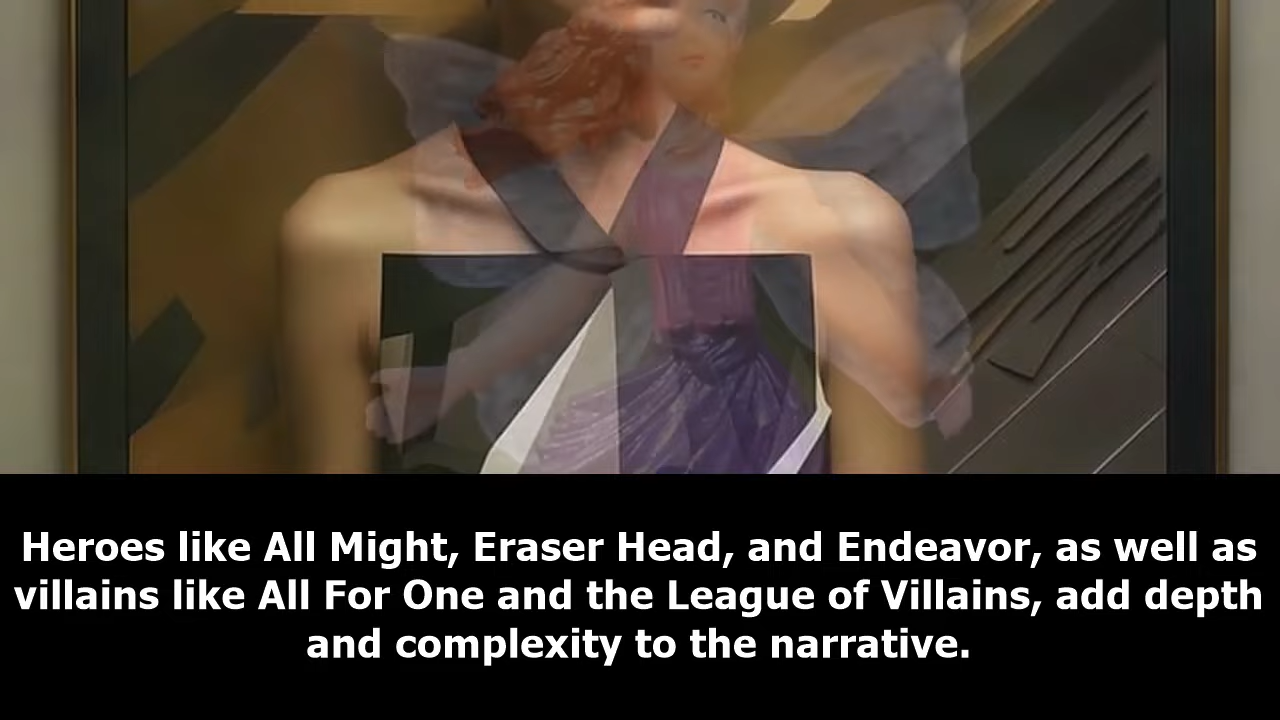 Heroes like All Might, Eraser Head, and Endeavor, as well as
villains like All For One and the League of Villains, add depth
and complexity to the narrative.